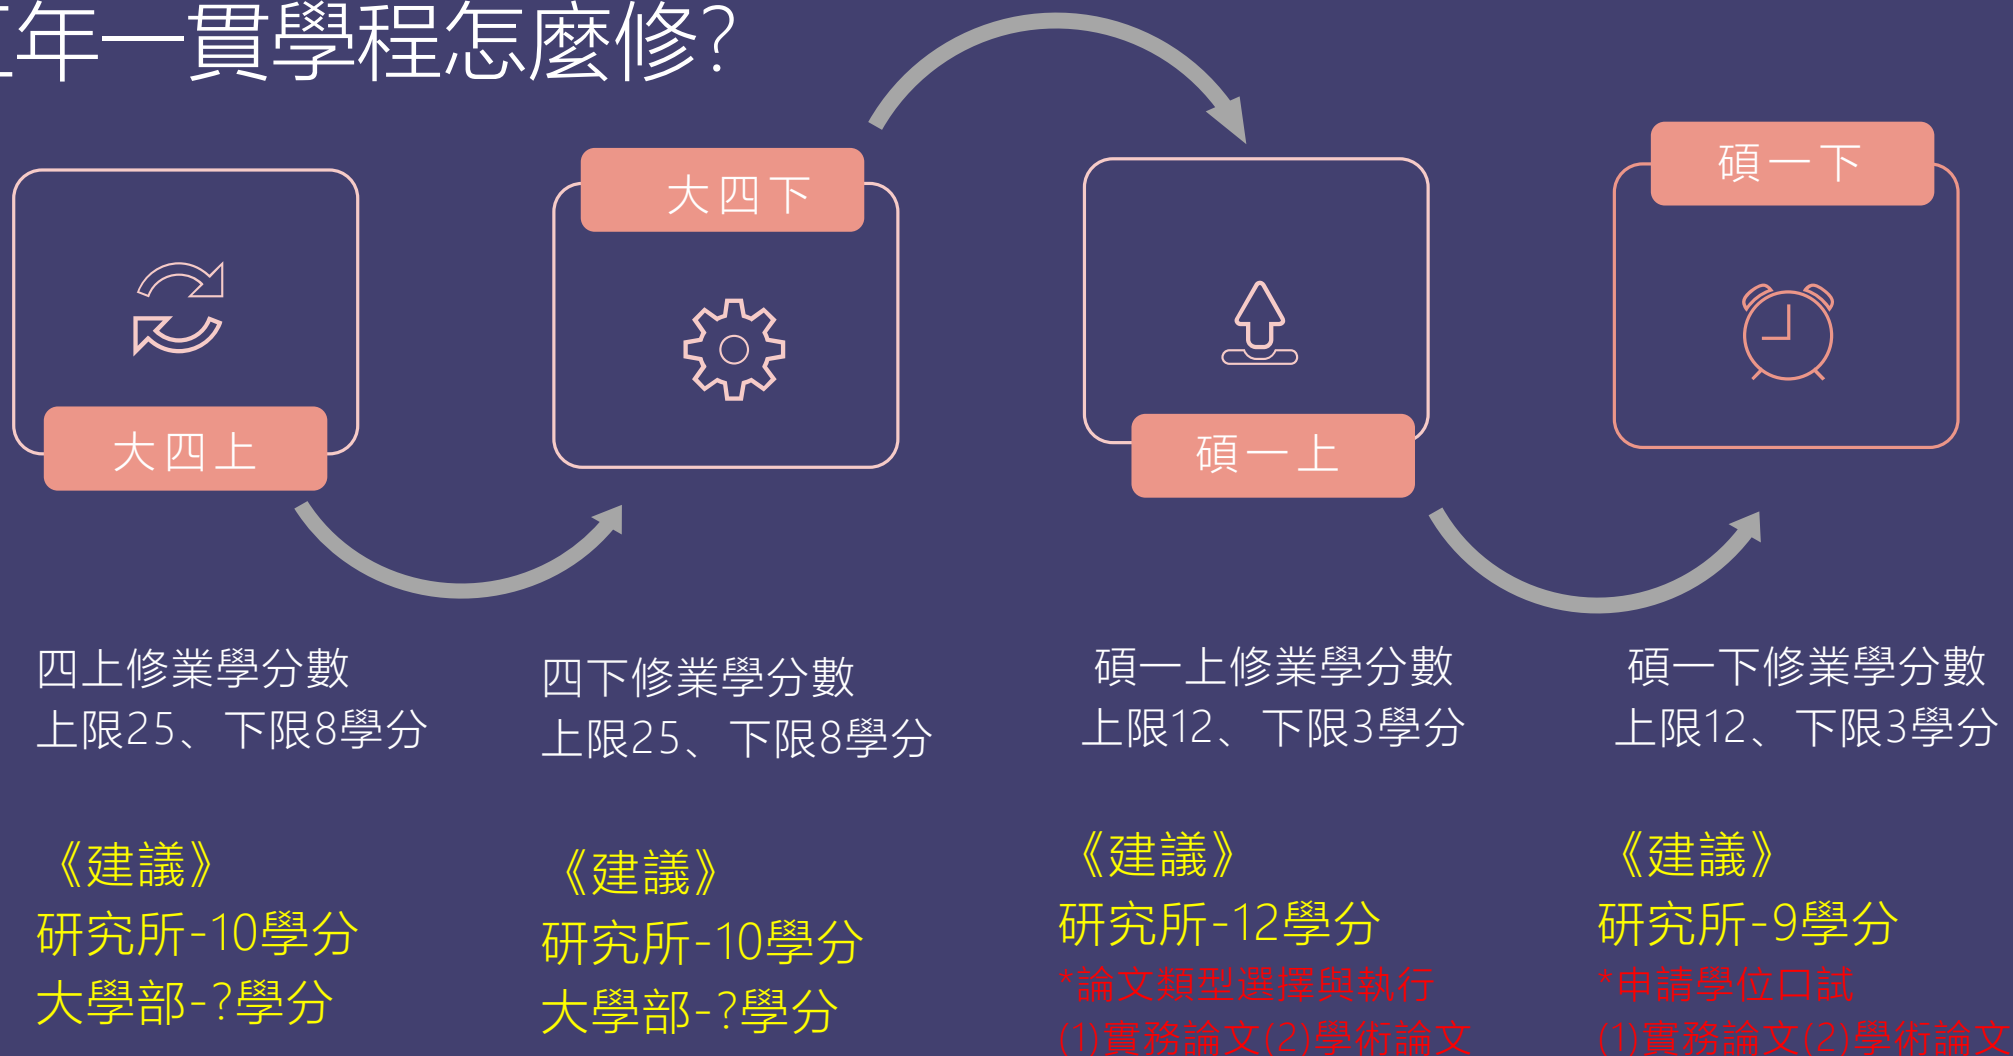 年一貫學程怎麼修?
大四上
大四下
碩一上
碩一下
四上修業學分數
上限25、下限8學分
《建議》
研究所-10學分
大學部-?學分
四下修業學分數
上限25、下限8學分
《建議》
研究所-10學分
大學部-?學分
碩一上修業學分數
上限12、下限3學分
《建議》
研究所-12學分
*論文類型選擇與執行
(1)實務論文(2)學術論文
碩一下修業學分數
上限12、下限3學分
《建議》
研究所-9學分
*申請學位口試
(1)實務論文(2)學術論文